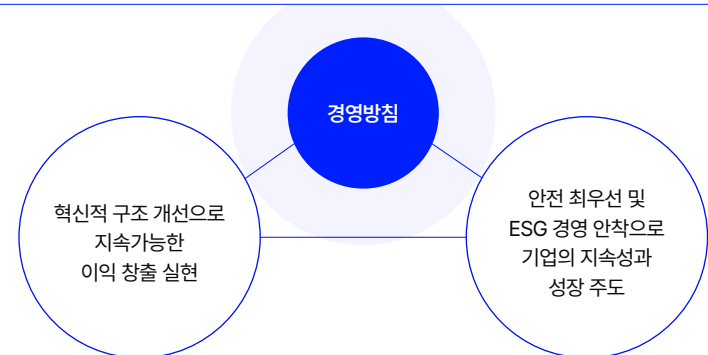 경영방침
혁신적 구조 개선으로
지속가능한
이익 창출 실현
안전 최우선 및
ESG 경영 안착으로
기업의 지속성과
성장 주도